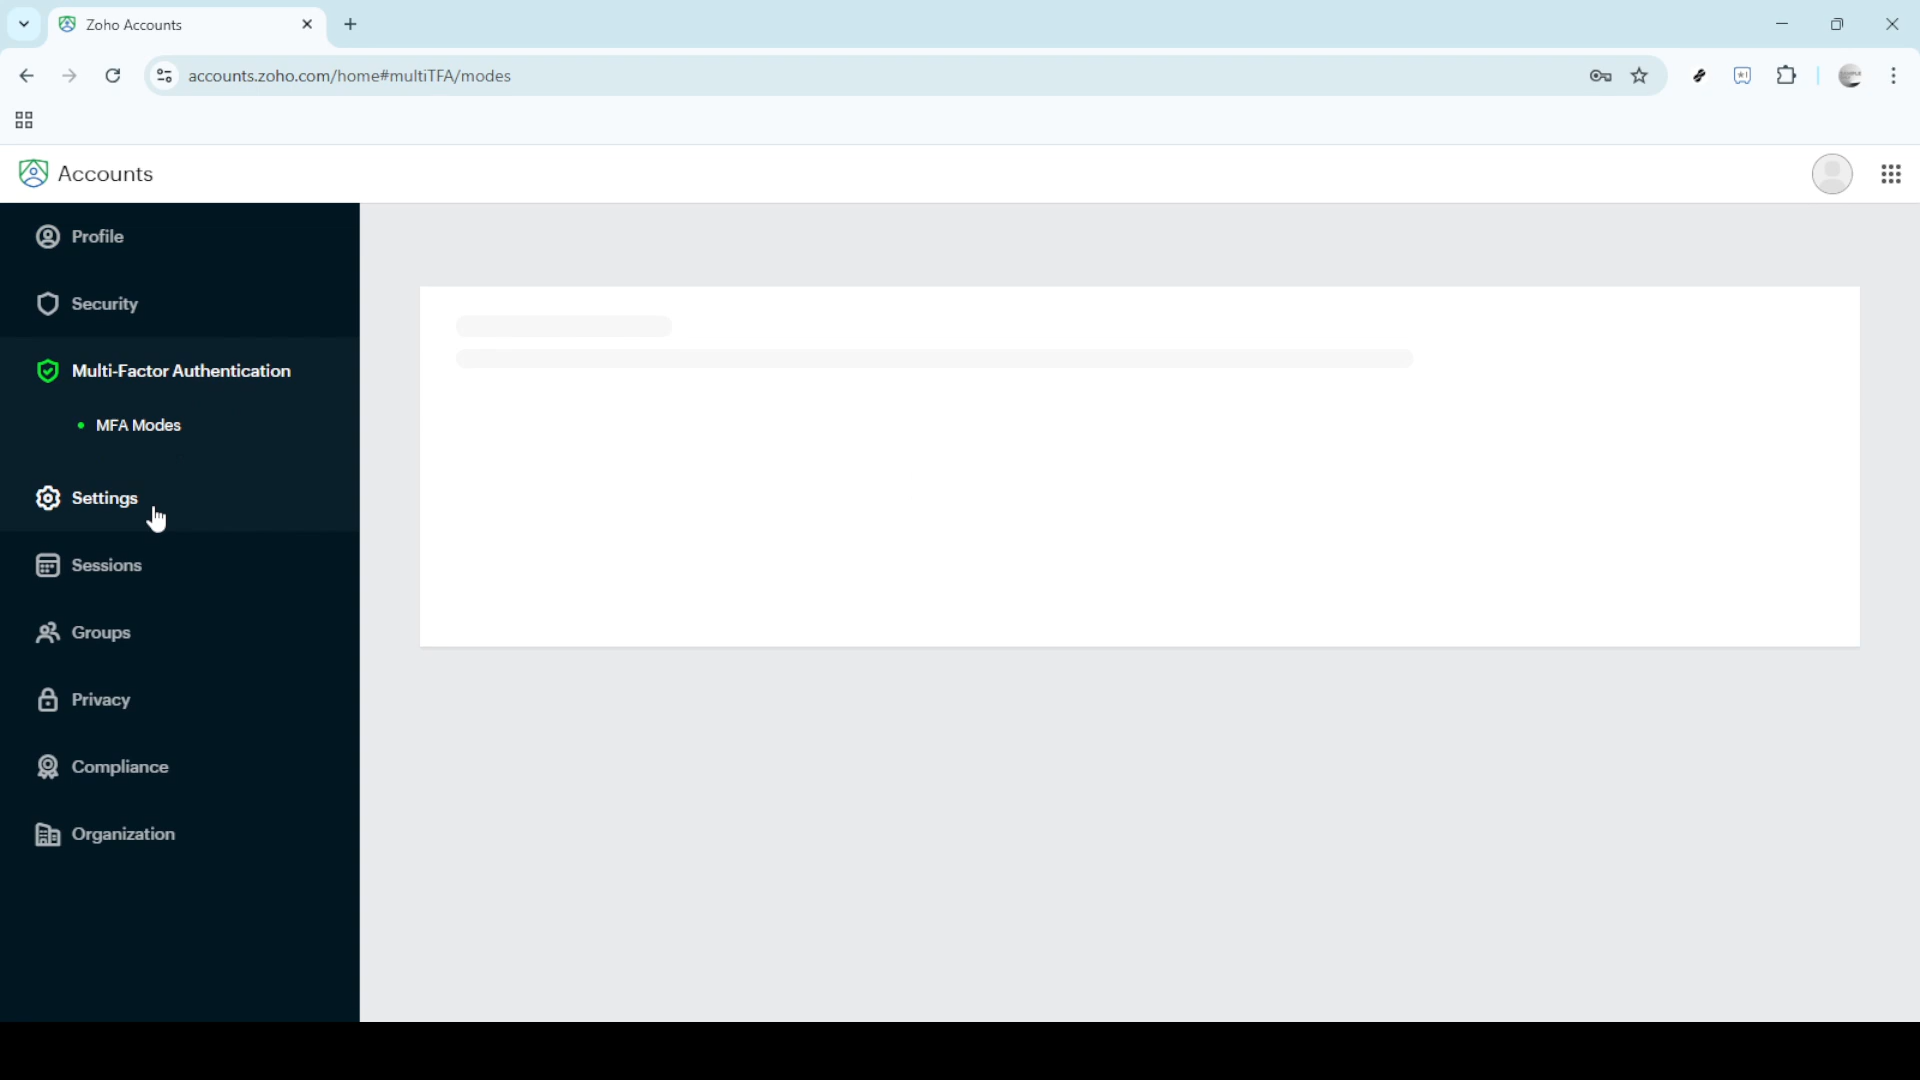 Zoho Accounts
accounts.zoho.com/home#multiTFA/modes
Accounts
Profile
Security
Multi-Factor Authentication
MFA Modes
Settings
Sessions
Groups
Privacy
Compliance
Organization